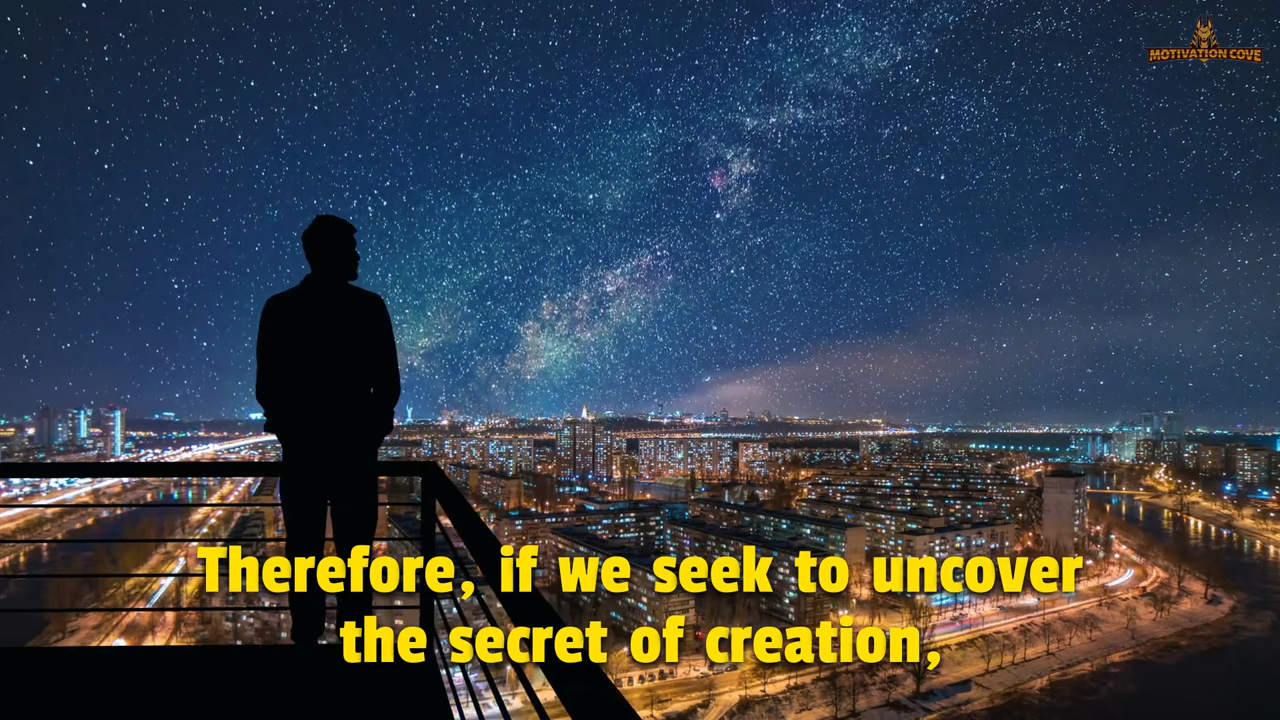 MOTIVATION COVE
Therefore, if we seek to uncover
the secret of creation,